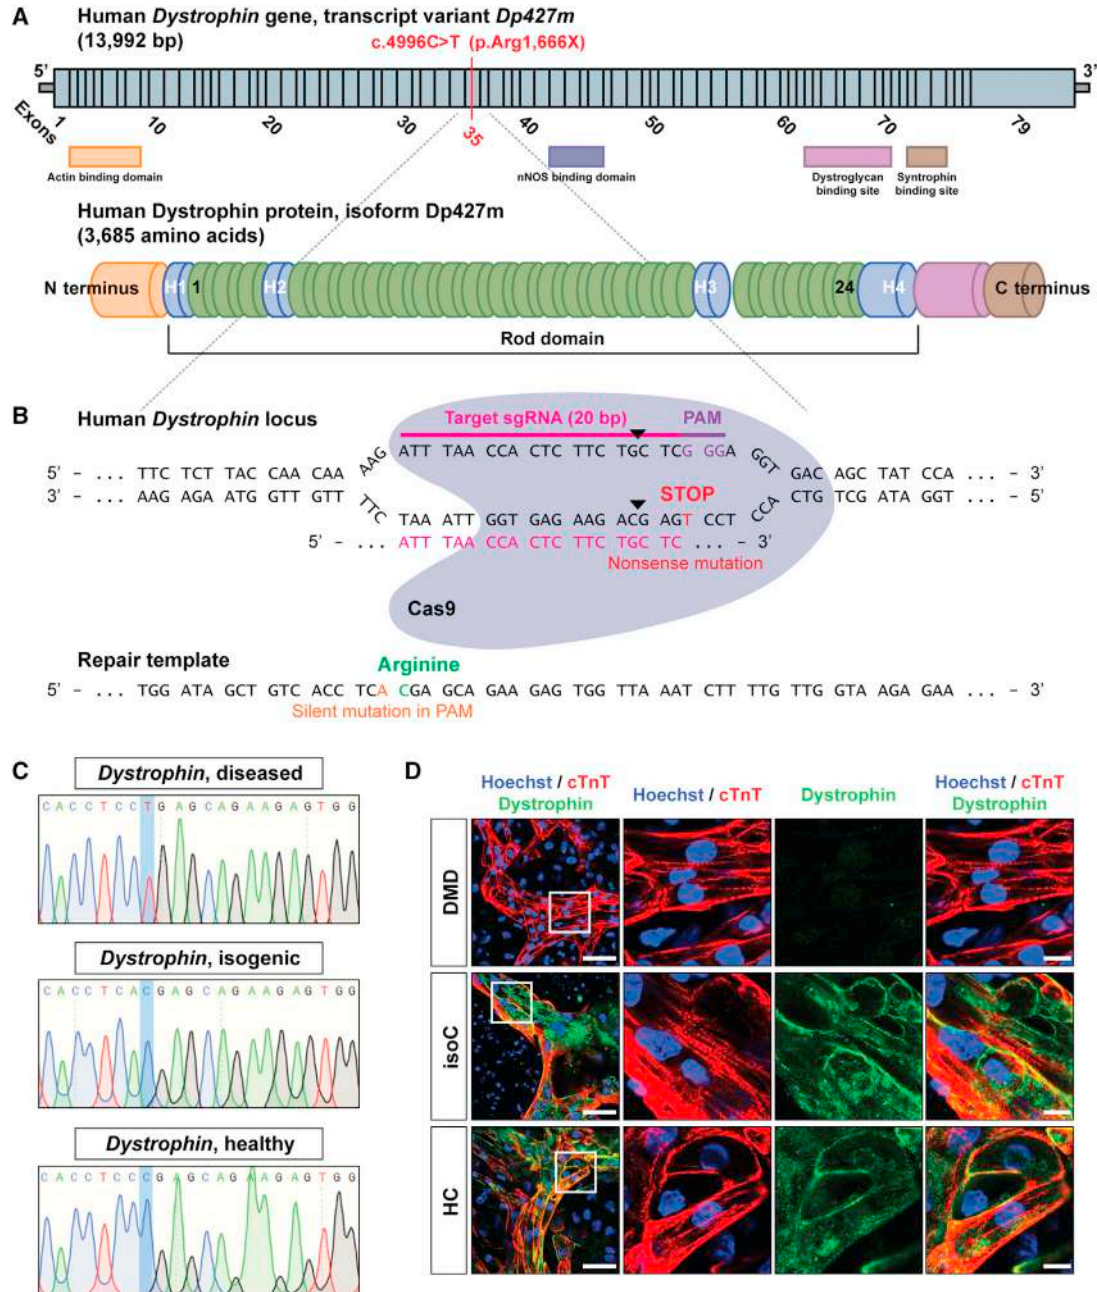 A
Human Dystrophin gene, transcript variant Dp427m
(13,992 bp)
c.4996C>T (p.Arg1,666X)
5’
3’
Exons
1
10
20
30
35
40
50
60
70
79
Actin binding domain
nNOS binding domain
Dystroglycan
binding site
Syntrophin
binding site
Human Dystrophin protein, isoform Dp427m
(3,685 amino acids)
N terminus H1 1 H2 H3 24 H4 C terminus
Rod domain
B
Human Dystrophin locus
Target sgRNA (20 bp) PAM
5’ - ... TTC TCT TAC CAA CAA AAG ATT TAA CCA CTC TTC TGC TCG GGA GGT GAC AGC TAT CCA ... - 3’
3’ - ... AAG AGA ATG GTT GTT TTC TAA ATT GGT GAG AAG ACG AGT CCT CCA CTG TCG ATA GGT ... - 5’
STOP
5’ - ... ATT TAA CCA CTC TTC TGC TC ... - 3’
Nonsense mutation
Cas9
Repair template
Arginine
5’ - ... TGG ATA GCT GTC ACC TCA CGA GCA GAA GAG TGG TTA AAT CTT TTG TTG GTA AGA GAA ... - 3’
Silent mutation in PAM
C
Dystrophin, diseased
CACCTCCTGAGCAGAAGAGTGG
Dystrophin, isogenic
CACCTCACGAGCAGAAGAGTGG
Dystrophin, healthy
CACCTCCCGAGCAGAAGAGTGG
D
Hoechst / cTnT
Dystrophin
Hoechst / cTnT
Dystrophin
Hoechst / cTnT
Dystrophin
DMD
isoC
HC